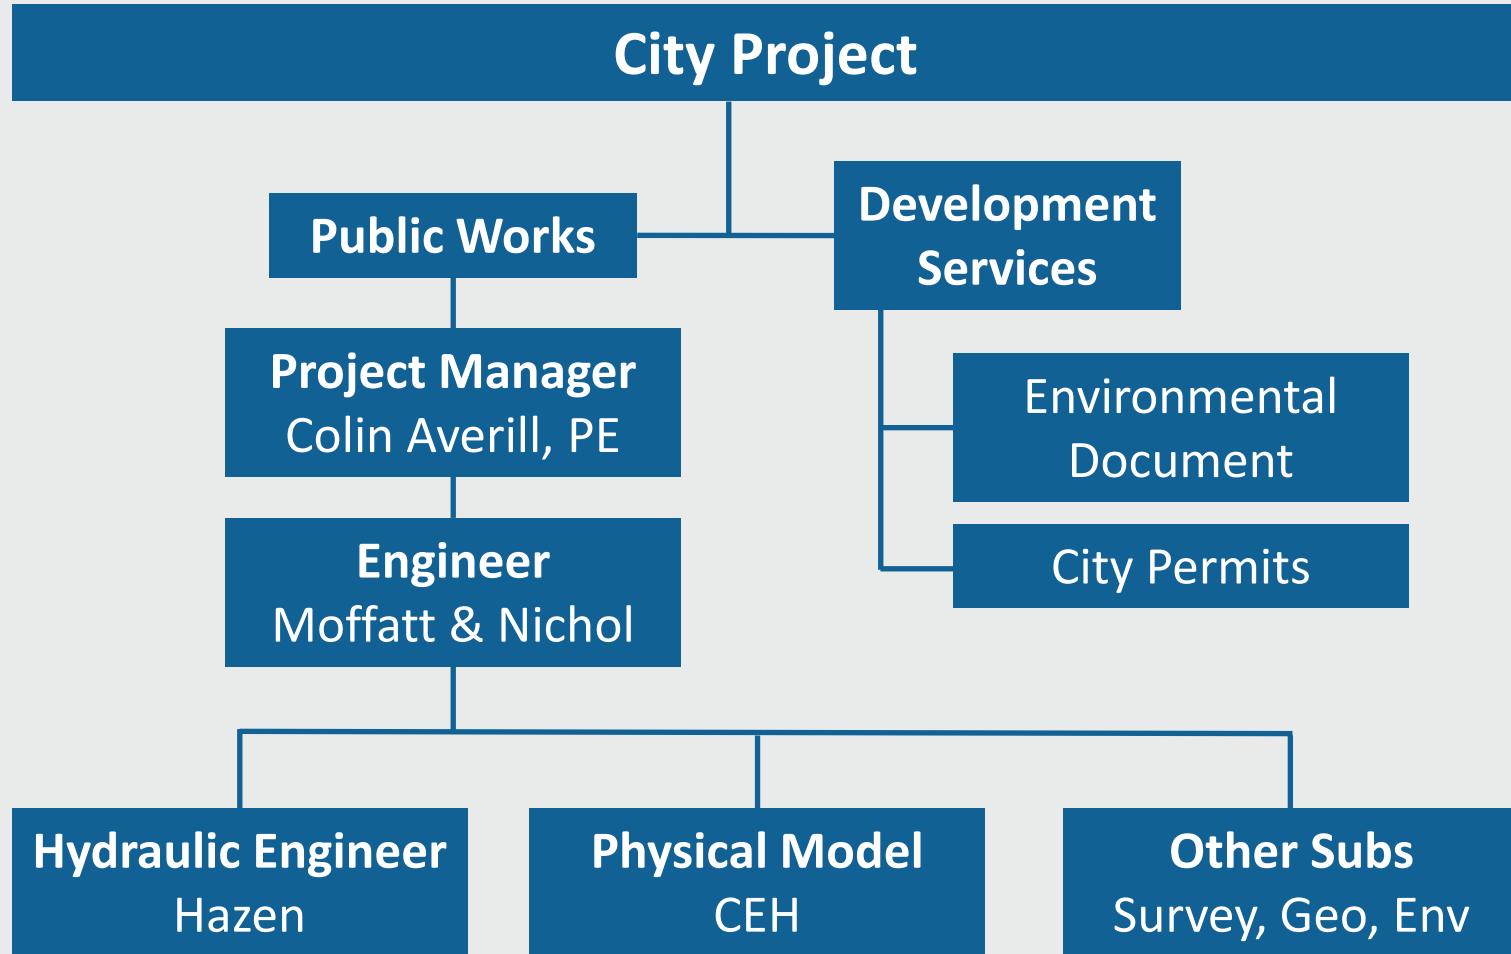 City Project
Public Works
Development
Services
Project Manager
Colin Averill, PE
Environmental
Document
Engineer
Moffatt & Nichol
City Permits
Hydraulic Engineer
Hazen
Physical Model
CEH
Other Subs
Survey, Geo, Env